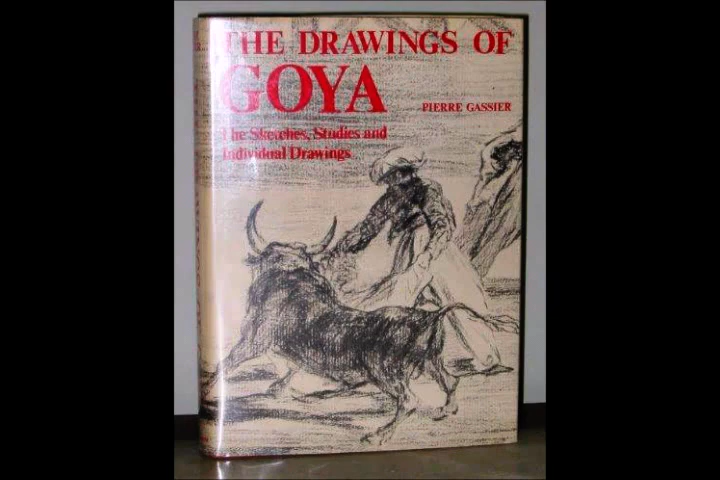 THE DRAWINGS OF
GOYA
PIERRE GASSIER
The Sketches, Studies and
Individual Drawings